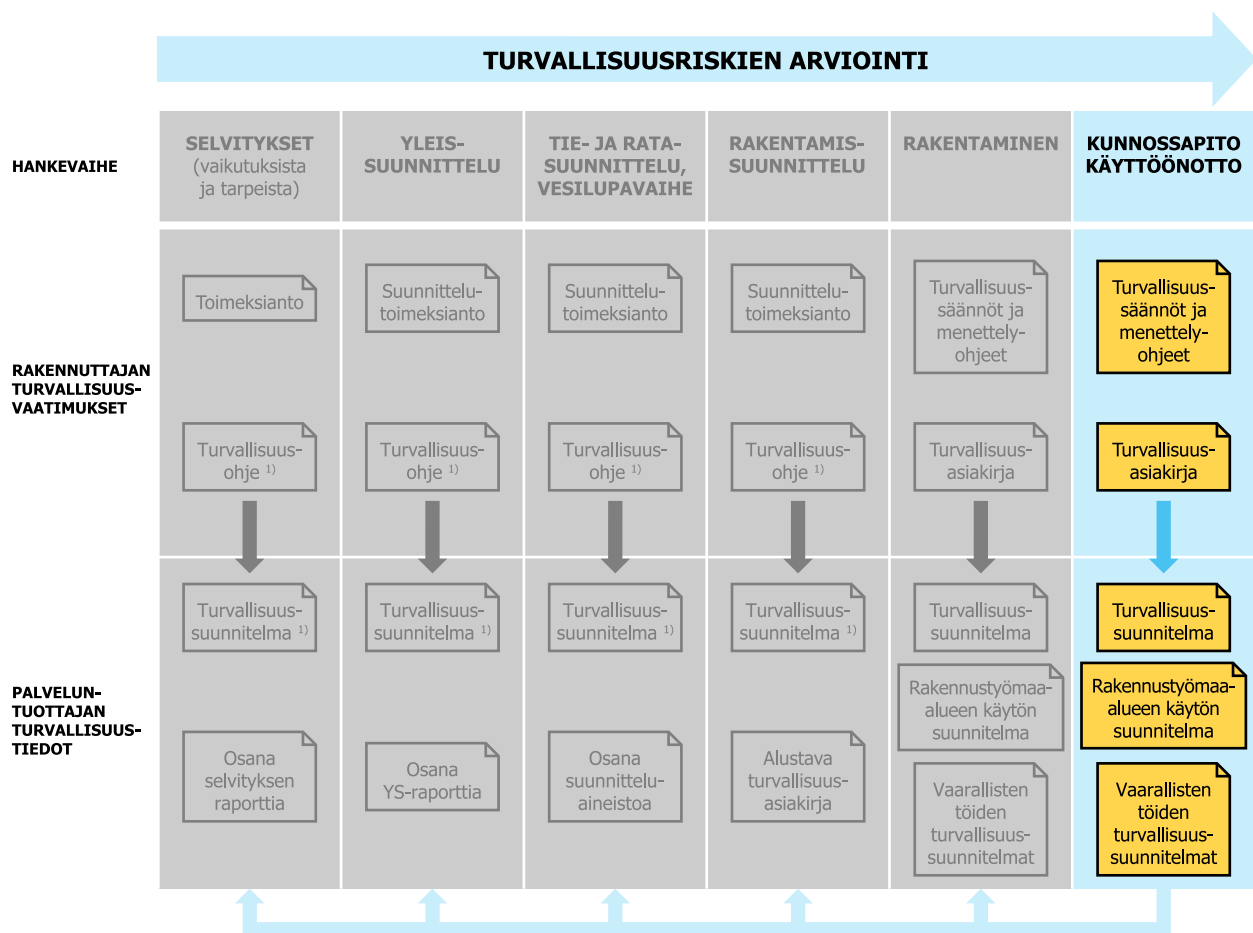 TURVALLISUUSRISKIEN ARVIOINTI
HANKEVAIHE
SELVITYKSET
(vaikutuksista
ja tarpeista)
YLEIS-
SUUNNITTELU
TIE- JA RATA-
SUUNNITTELU,
VESILUPAVAIHE
RAKENTAMIS-
SUUNNITTELU
RAKENTAMINEN
KUNNOSSAPITO
KÄYTTÖÖNOTTO
RAKENNUTTAJAN
TURVALLISUUS-
VAATIMUKSET
Toimeksianto
Suunnittelu-
toimeksianto
Suunnittelu-
toimeksianto
Suunnittelu-
toimeksianto
Turvallisuus-
säännöt ja
menettely-
ohjeet
Turvallisuus-
säännöt ja
menettely-
ohjeet
Turvallisuus-
ohje 1)
Turvallisuus-
ohje 1)
Turvallisuus-
ohje 1)
Turvallisuus-
ohje 1)
Turvallisuus-
asiakirja
Turvallisuus-
asiakirja
PALVELUN-
TUOTTAJAN
TURVALLISUUS-
TIEDOT
Turvallisuus-
suunnitelma 1)
Turvallisuus-
suunnitelma 1)
Turvallisuus-
suunnitelma 1)
Turvallisuus-
suunnitelma 1)
Turvallisuus-
suunnitelma
Turvallisuus-
suunnitelma
Rakennustyömaa-
alueen käytön
suunnitelma
Rakennustyömaa-
alueen käytön
suunnitelma
Osana
selvityksen
raporttia
Osana
YS-raporttia
Osana
suunnittelu-
aineistoa
Alustava
turvallisuus-
asiakirja
Vaarallisten
töiden
turvallisuus-
suunnitelmat
Vaarallisten
töiden
turvallisuus-
suunnitelmat